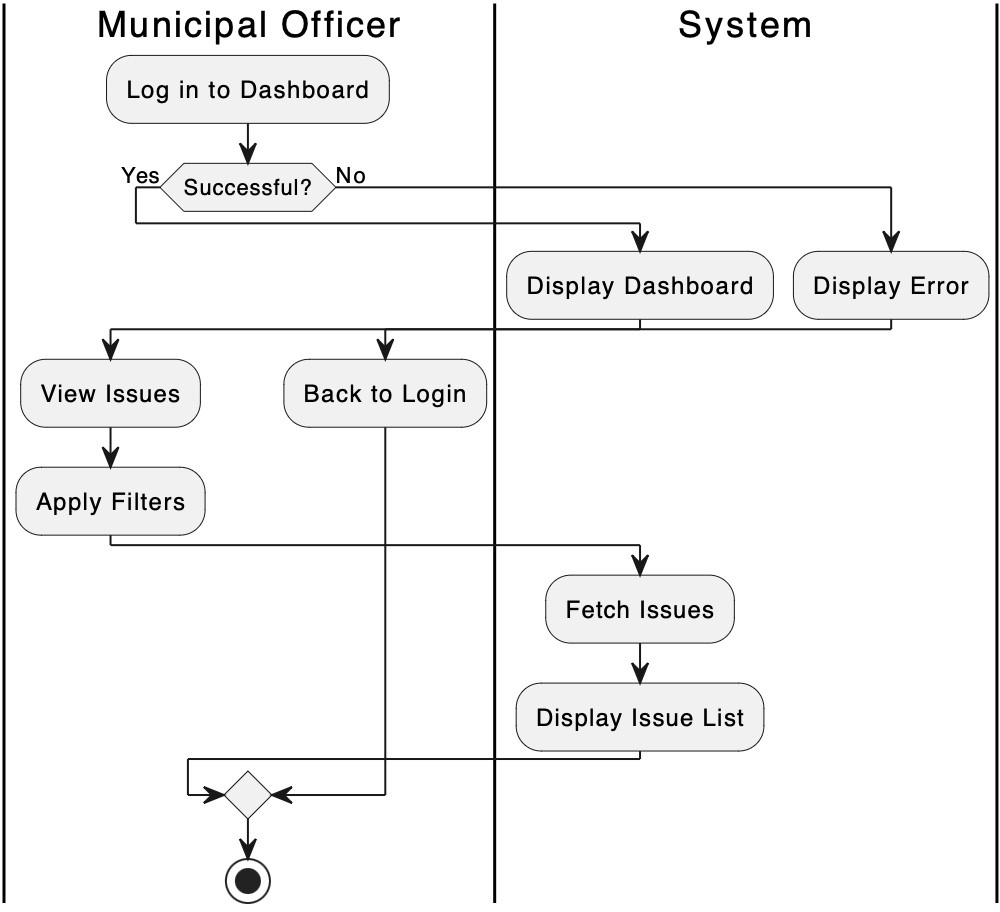 Municipal Officer
System
Log in to Dashboard
Yes
Successful?
No
Display Dashboard
Display Error
View Issues
Back to Login
Apply Filters
Fetch Issues
Display Issue List